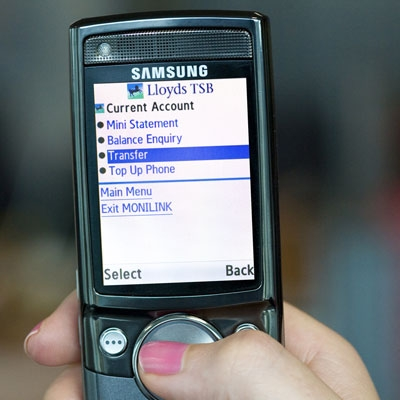 SAMSUNG
Lloyds TSB
Current Account
Mini Statement
Balance Enquiry
Transfer
Top Up Phone
Main Menu
Exit MONILINK
Select Back